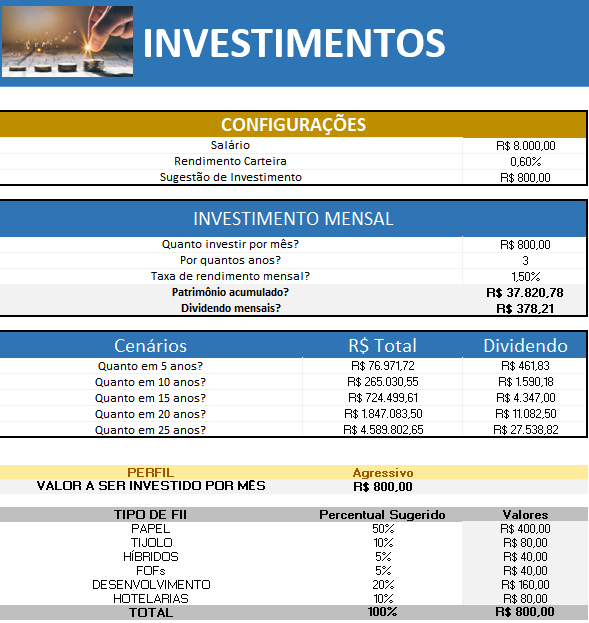 INVESTIMENTOS
CONFIGURAÇÕES
Salário R$ 8.000,00
Rendimento Carteira 0,60%
Sugestão de Investimento R$ 800,00
INVESTIMENTO MENSAL
Quanto investir por mês? R$ 800,00
Por quantos anos? 3
Taxa de rendimento mensal? 1,50%
Patrimônio acumulado? R$ 37.820,78
Dividendo mensais? R$ 378,21
Cenários R$ Total Dividendo
Quanto em 5 anos? R$ 76.971,72 R$ 461,83
Quanto em 10 anos? R$ 265.030,55 R$ 1.590,18
Quanto em 15 anos? R$ 724.499,61 R$ 4.347,00
Quanto em 20 anos? R$ 1.847.083,50 R$ 11.082,50
Quanto em 25 anos? R$ 4.589.802,65 R$ 27.538,82
PERFIL Agressivo
VALOR A SER INVESTIDO POR MÊS R$ 800,00
TIPO DE FII Percentual Sugerido Valores
PAPEL 50% R$ 400,00
TIJOLO 10% R$ 80,00
HÍBRIDOS 5% R$ 40,00
FOFs 5% R$ 40,00
DESENVOLVIMENTO 20% R$ 160,00
HOTELARIAS 10% R$ 80,00
TOTAL 100% R$ 800,00